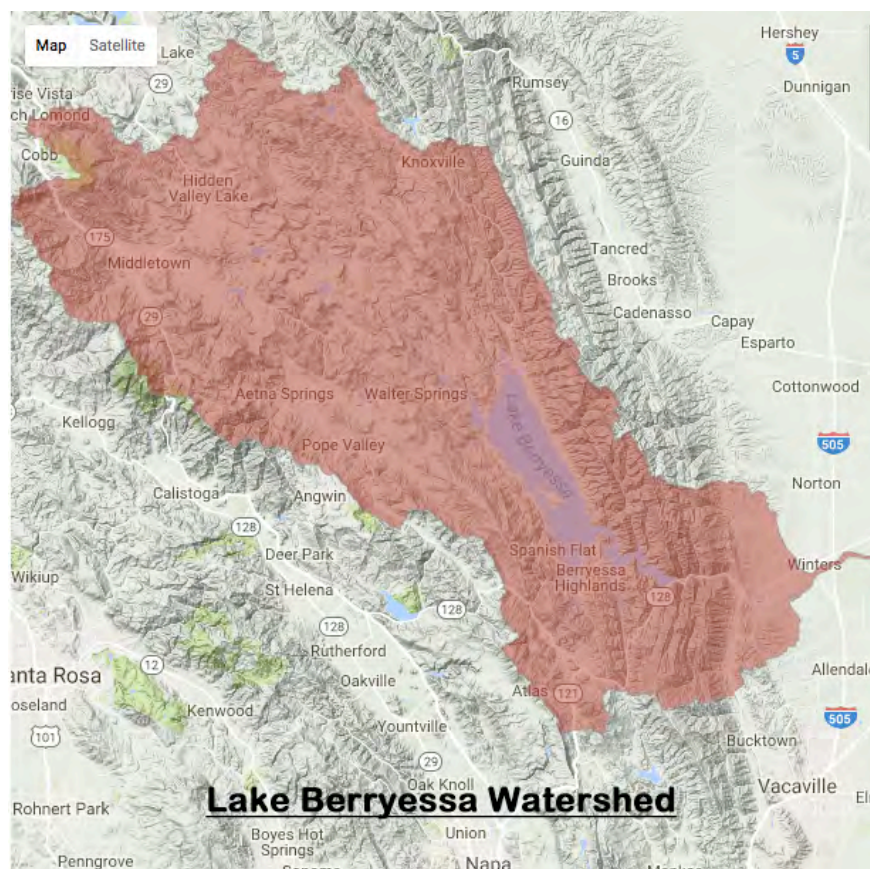 Map Satellite
Lake
Hershey
5
Dunnigan
29
Rumsey
rise Vista
ch Lomond
16
Cobb
Knoxville
Guinda
Hidden
Valley Lake
175
Middletown
Tancred
Brooks
29
Cadenasso
Capay
Esparto
Aetna Springs
Walter Springs
Cottonwood
Lake Berryessa
Kellogg
Pope Valley
505
Calistoga
Angwin
Norton
128
Deer Park
Spanish Flat
Berryessa
Highlands
Winters
Wikiup
St Helena
128
128
128
Rutherford
12
anta Rosa
Oakville
Atlas
121
Allendale
oseland
Kenwood
101
Yountville
505
Bucktown
29
Oak Knoll
Vacaville
El
Lake Berryessa Watershed
Rohnert Park
Boyes Hot
Springs
Union
Penngrove
Napa